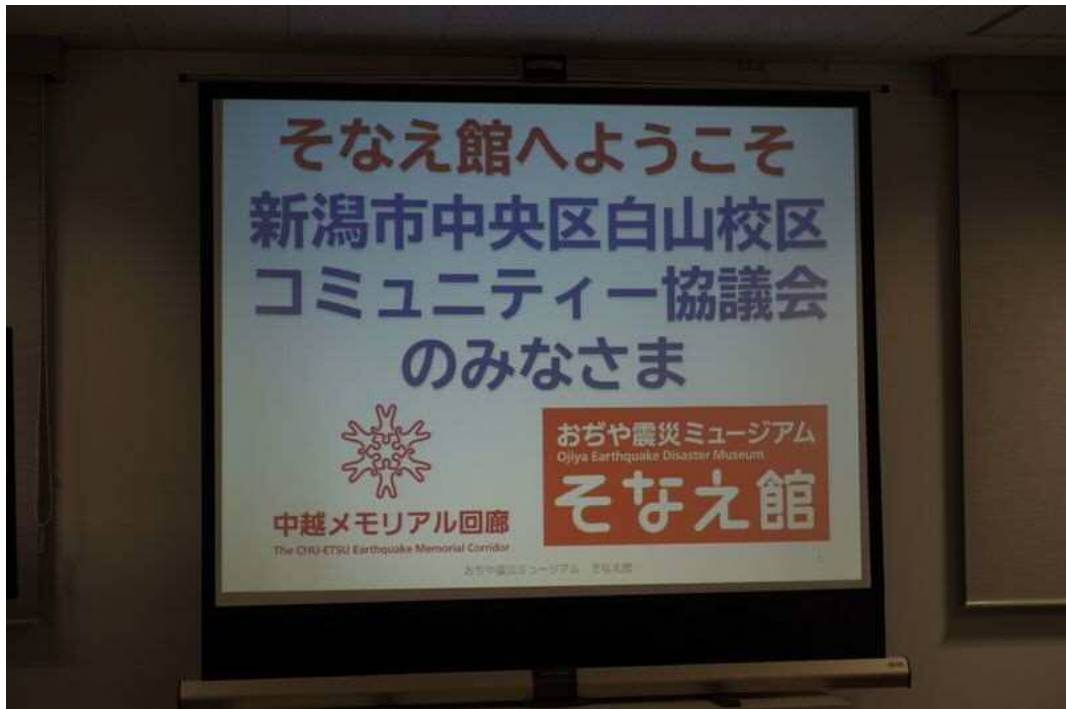 そなえ館へようこそ
新潟市中央区白山校区
コミュニティー協議会
のみなさま
中越メモリアル回廊
The CHU-ETSU Earthquake Memorial Corridor
おぢや震災ミュージアム
Ojiya Earthquake Disaster Museum
そなえ館
おぢや震災ミュージアム そなえ館